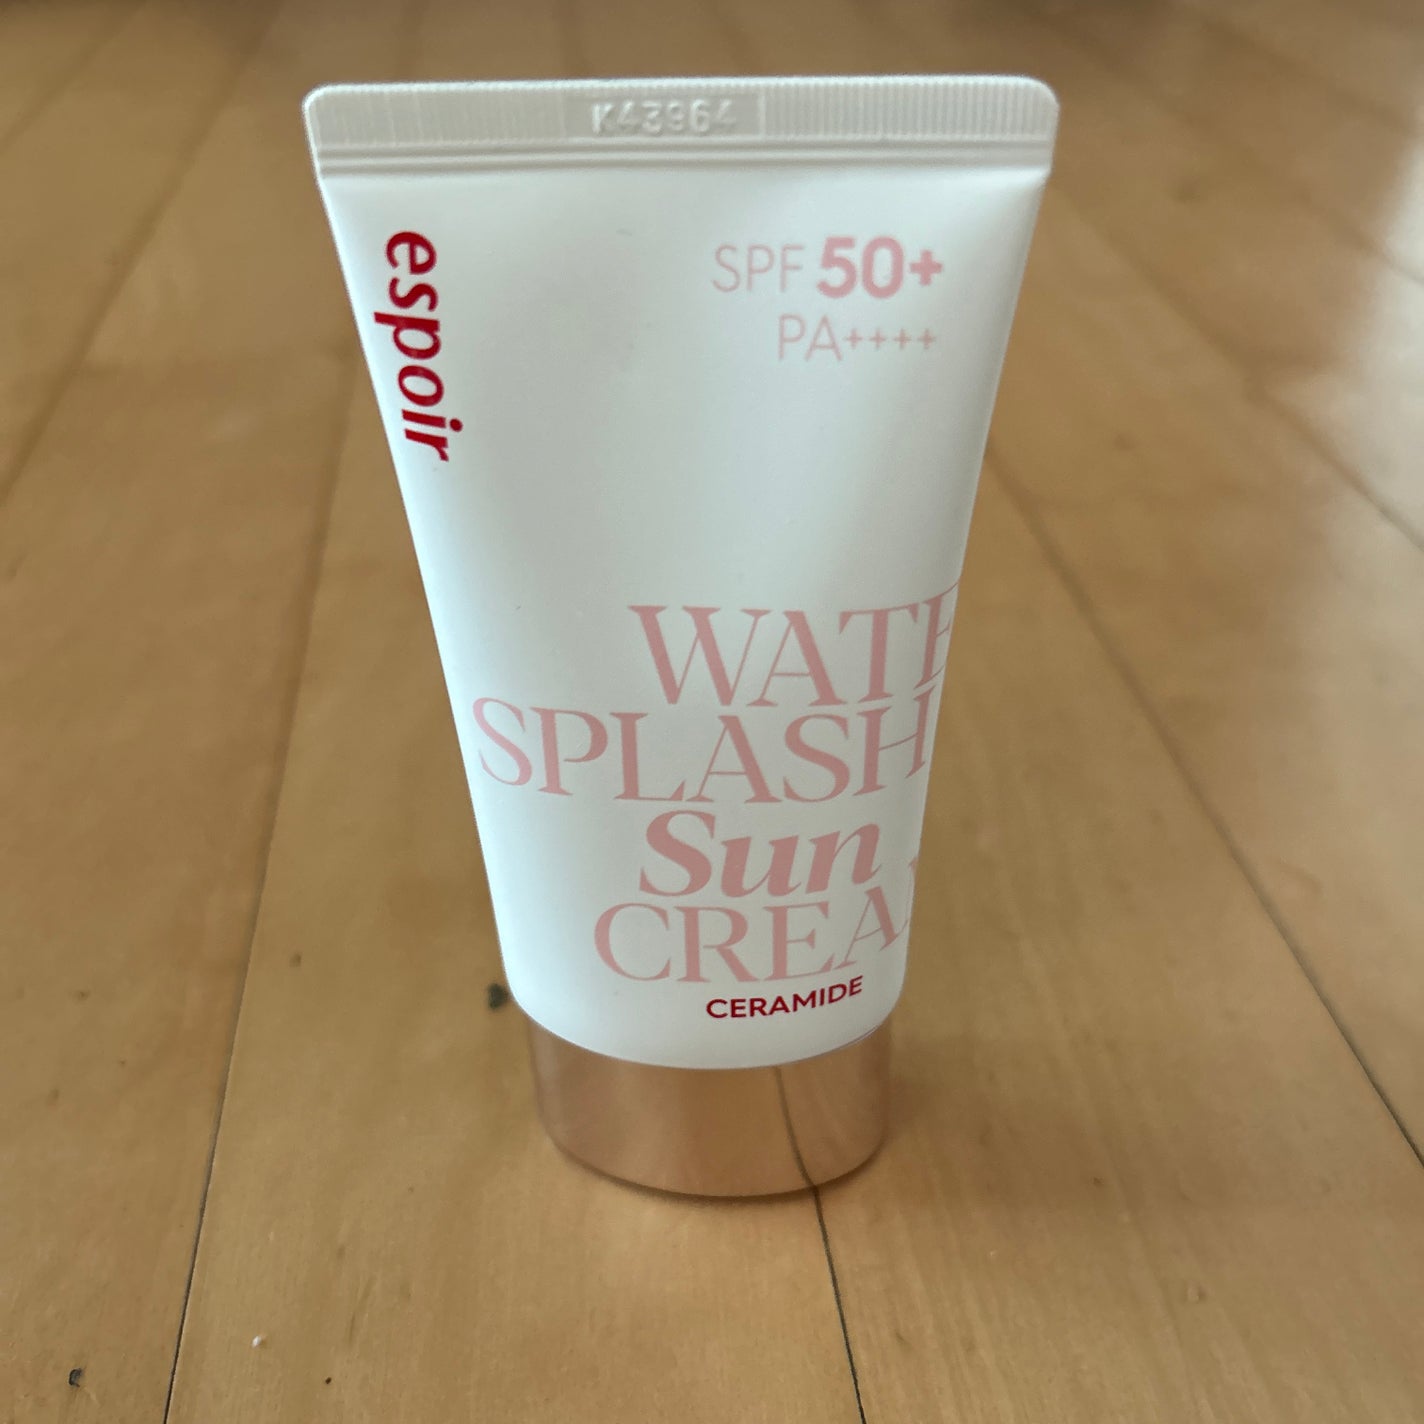 K43964
espoir
SPF 50+
PA++++
WATE
SPLASH
Sun
CREA
CERAMIDE